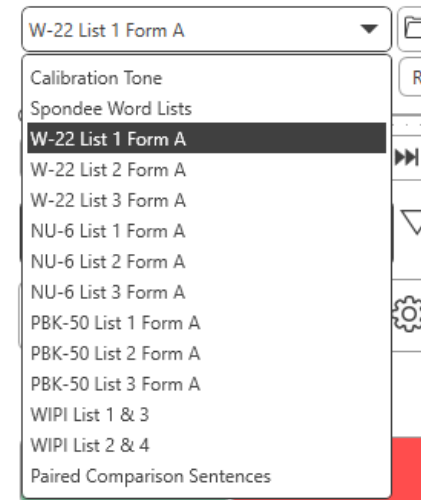 W-22 List 1 Form A
Calibration Tone
Spondee Word Lists
W-22 List 1 Form A
W-22 List 2 Form A
W-22 List 3 Form A
NU-6 List 1 Form A
NU-6 List 2 Form A
NU-6 List 3 Form A
PBK-50 List 1 Form A
PBK-50 List 2 Form A
PBK-50 List 3 Form A
WIPI List 1 & 3
WIPI List 2 & 4
Paired Comparison Sentences